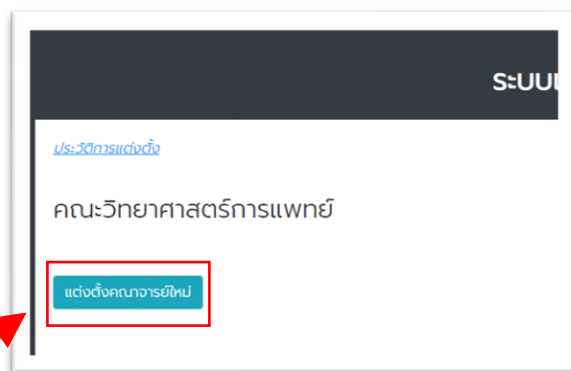 ระบบ
ประวัติการแต่งตั้ง
คณะวิทยาศาสตร์การแพทย์
แต่งตั้งคณาจารย์ใหม่